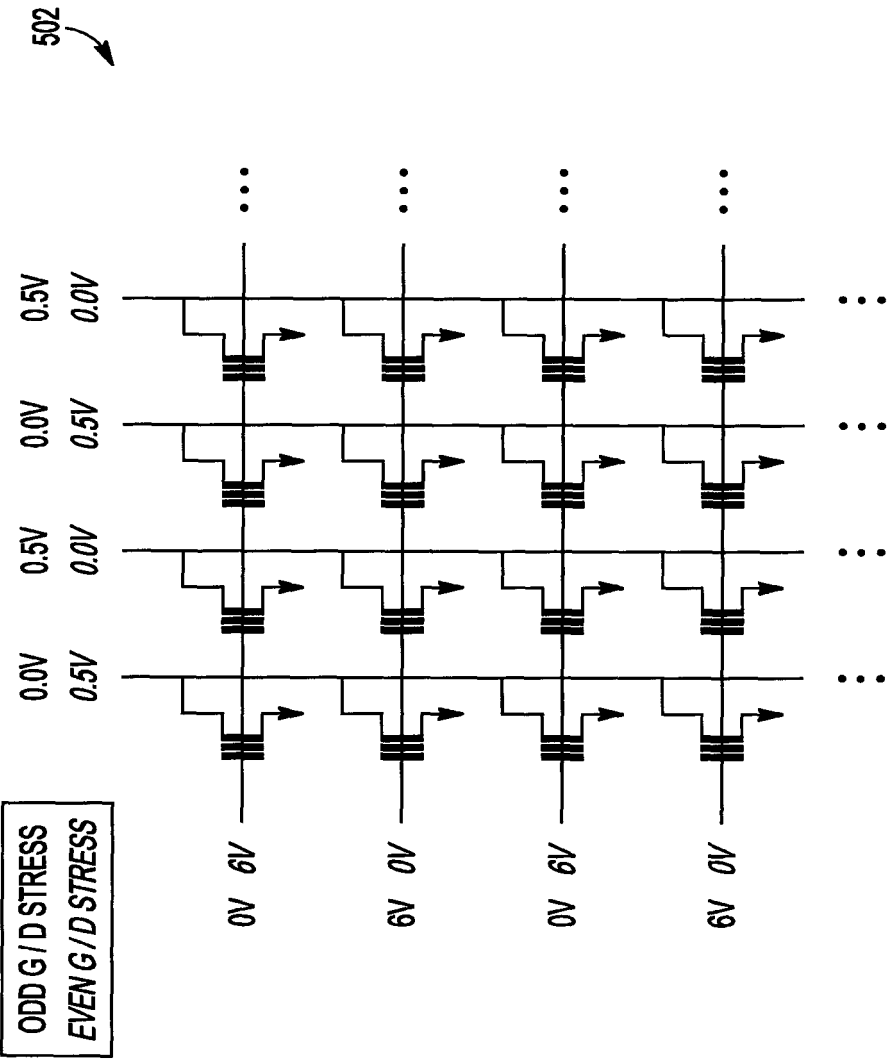 ODD G / D STRESS
EVEN G / D STRESS
0.0V 0.5V 0.0V 0.5V
0.5V 0.0V 0.5V 0.0V
502
0V 6V
6V 0V
0V 6V
6V 0V